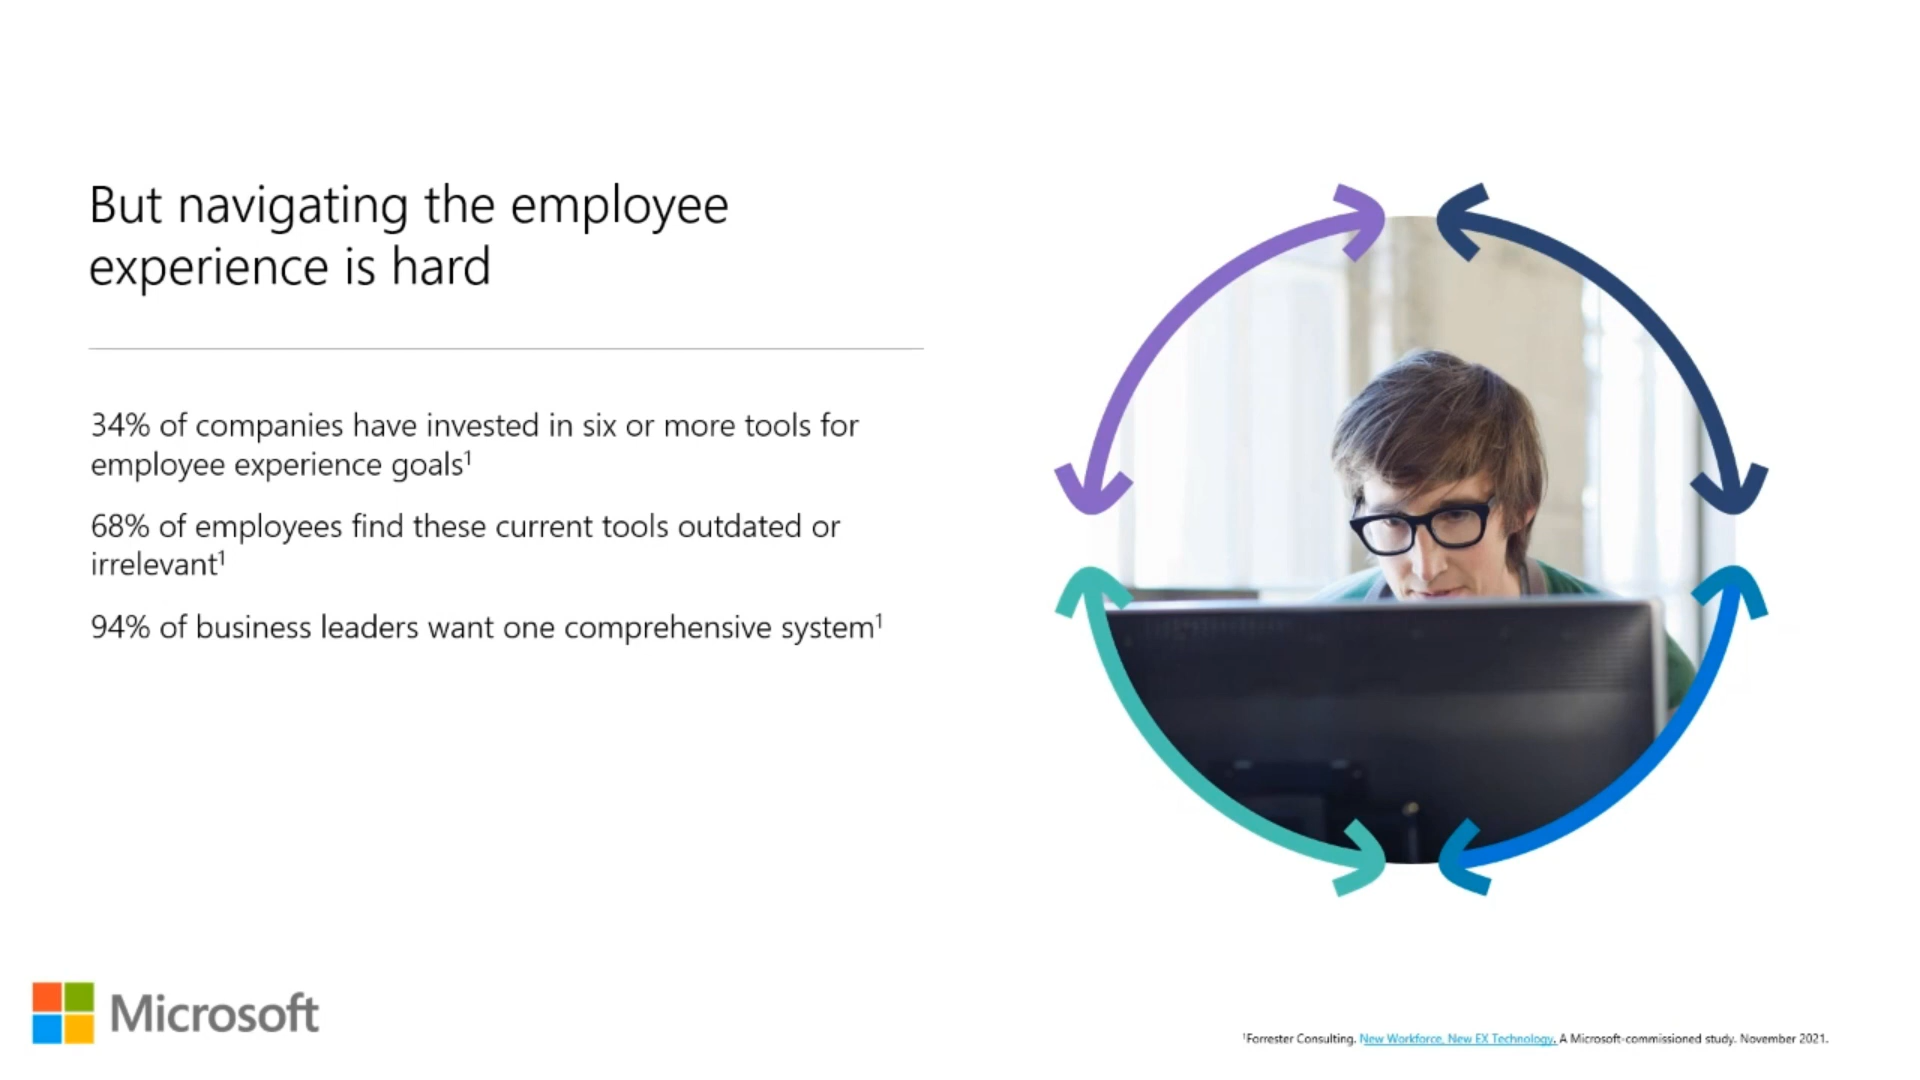 But navigating the employee
experience is hard
34% of companies have invested in six or more tools for
employee experience goals¹
68% of employees find these current tools outdated or
irrelevant¹
94% of business leaders want one comprehensive system¹
Microsoft
¹Forrester Consulting. New Workforce, New EX Technology. A Microsoft-commissioned study. November 2021.